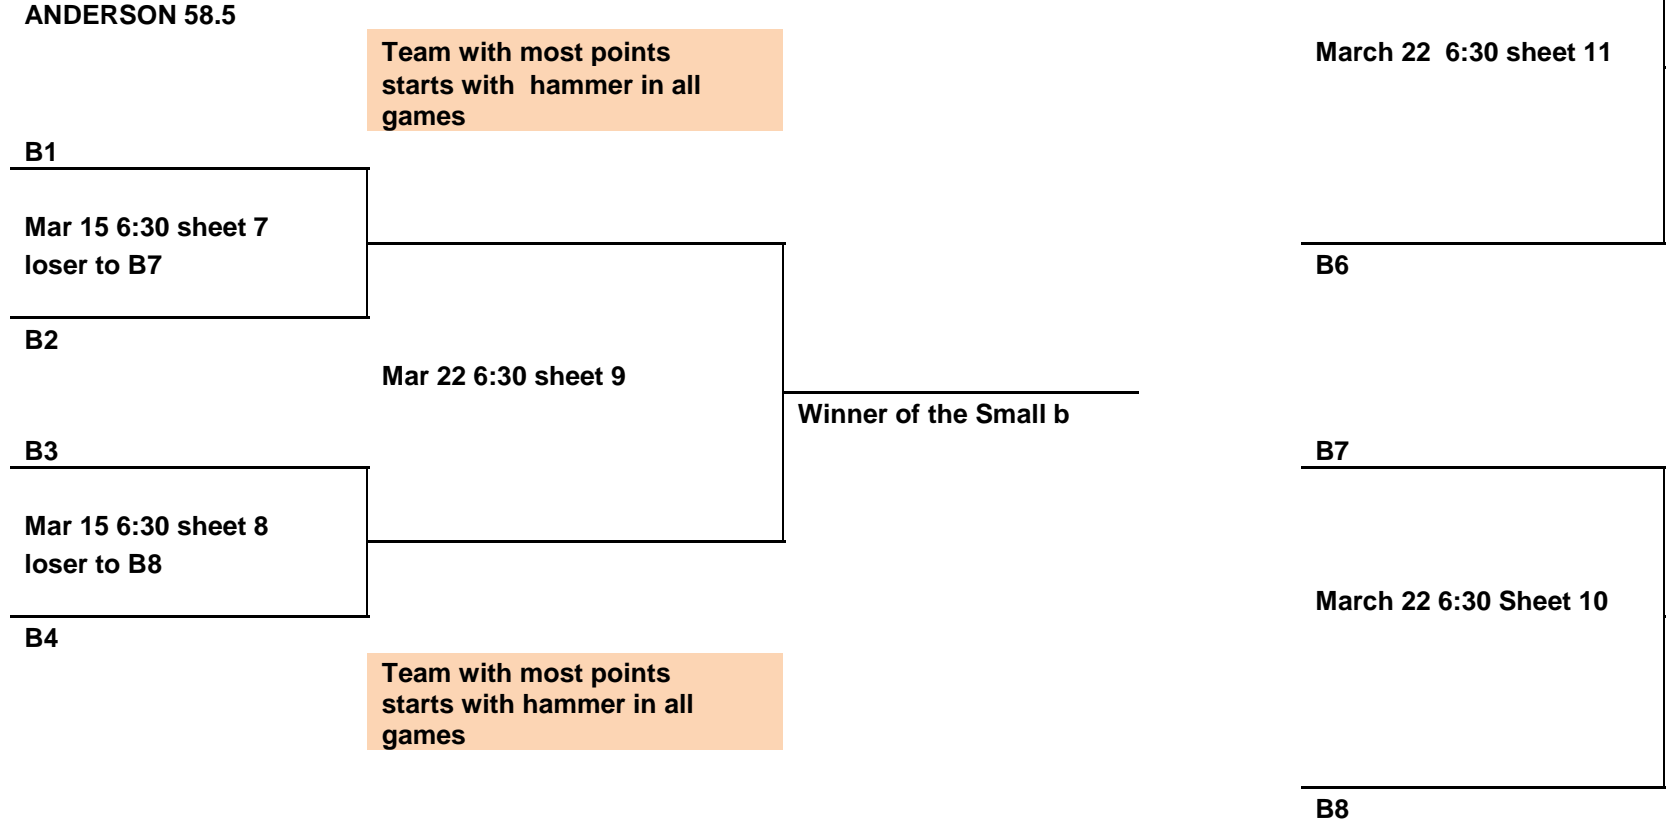 ANDERSON 58.5
Team with most points
starts with  hammer in all
games
March 22  6:30 sheet 11
B1
Mar 15 6:30 sheet 7
loser to B7
B6
B2
Mar 22 6:30 sheet 9
Winner of the Small b
B3
B7
Mar 15 6:30 sheet 8
loser to B8
March 22 6:30 Sheet 10
B4
Team with most points
starts with hammer in all
games
B8